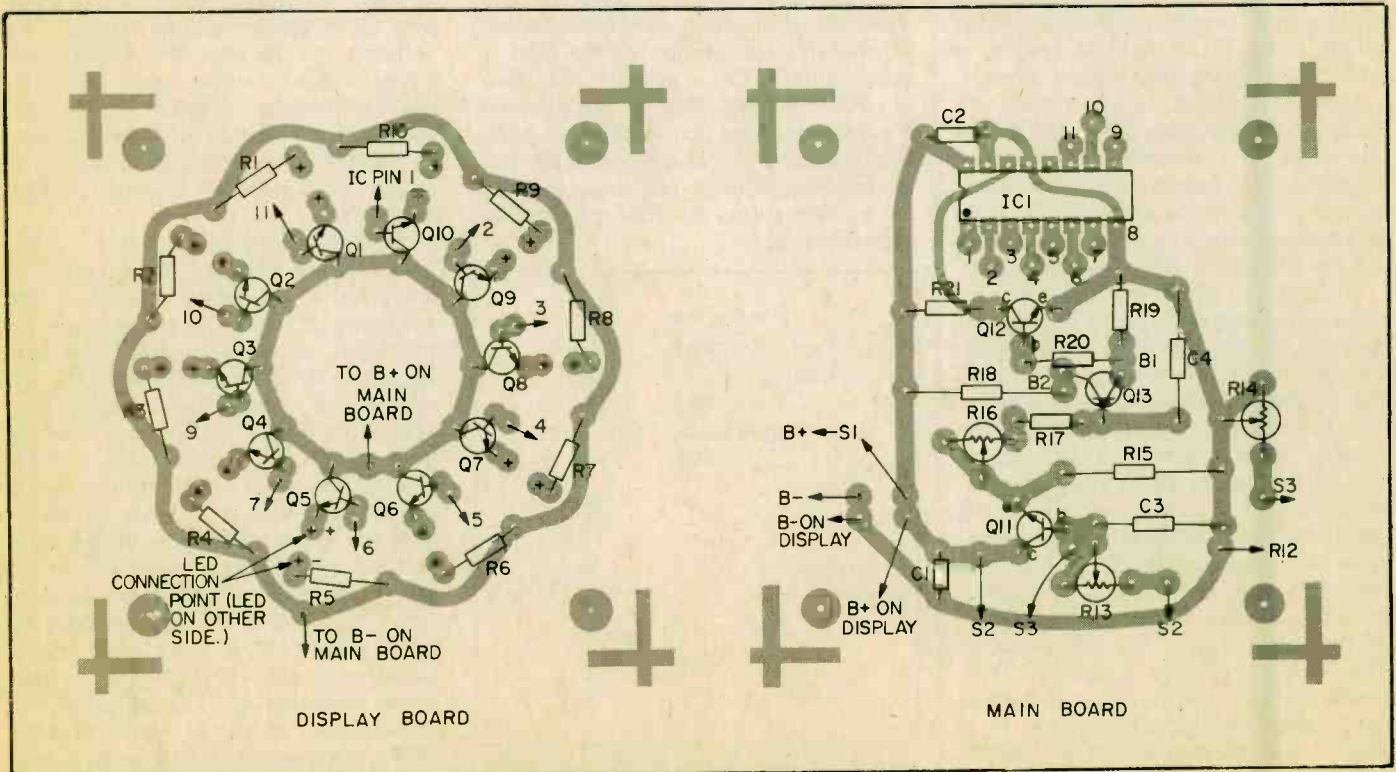 R10
R1
IC PIN 1
R9
11
Q1
Q10
2
R2
Q2
Q9
3
R8
10
Q3
Q8
TO B+ ON
MAIN
BOARD
R3
9
Q4
4
Q7
R7
7
Q5
Q6
5
6
R4
R6
LED
CONNECTION
POINT (LED
ON OTHER
SIDE.)
R5
TO B- ON
MAIN BOARD
DISPLAY BOARD
C2
10
11
9
IC1
8
1
3
5
7
2
4
6
R21
c
e
Q12
b
R19
R20
B1
C4
R18
B2
Q13
R14
R16
R17
B+
S1
R15
B-
S3
B- ON
DISPLAY
Q11
e
b
c
C3
R12
C1
R13
B+ ON
DISPLAY
S2
S3
S2
MAIN BOARD